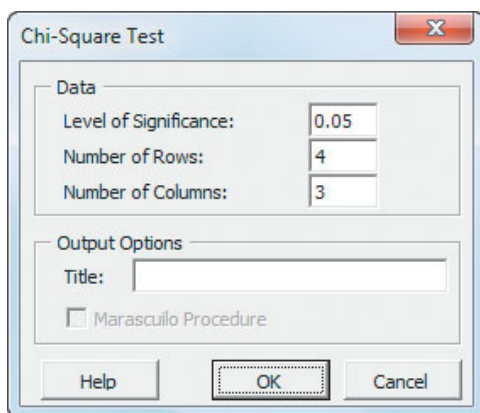 Chi-Square Test
X
Data
Level of Significance: 0.05
Number of Rows: 4
Number of Columns: 3
Output Options
Title:
Marascuilo Procedure
Help OK Cancel